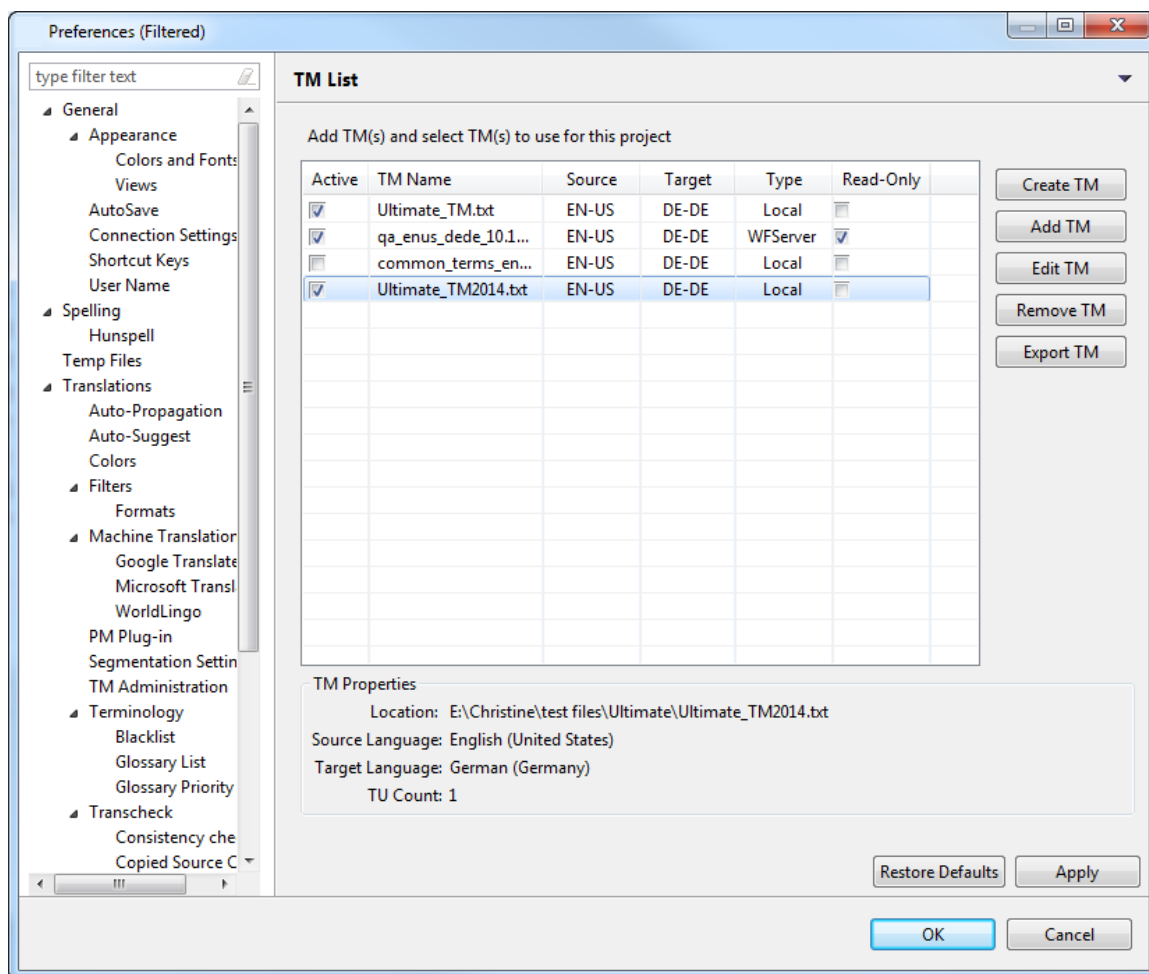 Preferences (Filtered)
type filter text
General
Appearance
Colors and Fonts
Views
AutoSave
Connection Settings
Shortcut Keys
User Name
Spelling
Hunspell
Temp Files
Translations
Auto-Propagation
Auto-Suggest
Colors
Filters
Formats
Machine Translation
Google Translate
Microsoft Transl
WorldLingo
PM Plug-in
Segmentation Settin
TM Administration
Terminology
Blacklist
Glossary List
Glossary Priority
Transcheck
Consistency che
Copied Source C
TM List
Add TM(s) and select TM(s) to use for this project
Active TM Name Source Target Type Read-Only
Ultimate_TM.txt EN-US DE-DE Local
qa_enus_dede_10.1... EN-US DE-DE WFServer
common_terms_en... EN-US DE-DE Local
Ultimate_TM2014.txt EN-US DE-DE Local
Create TM
Add TM
Edit TM
Remove TM
Export TM
TM Properties
Location: E:\Christine\test files\Ultimate\Ultimate_TM2014.txt
Source Language: English (United States)
Target Language: German (Germany)
TU Count: 1
Restore Defaults Apply
OK Cancel